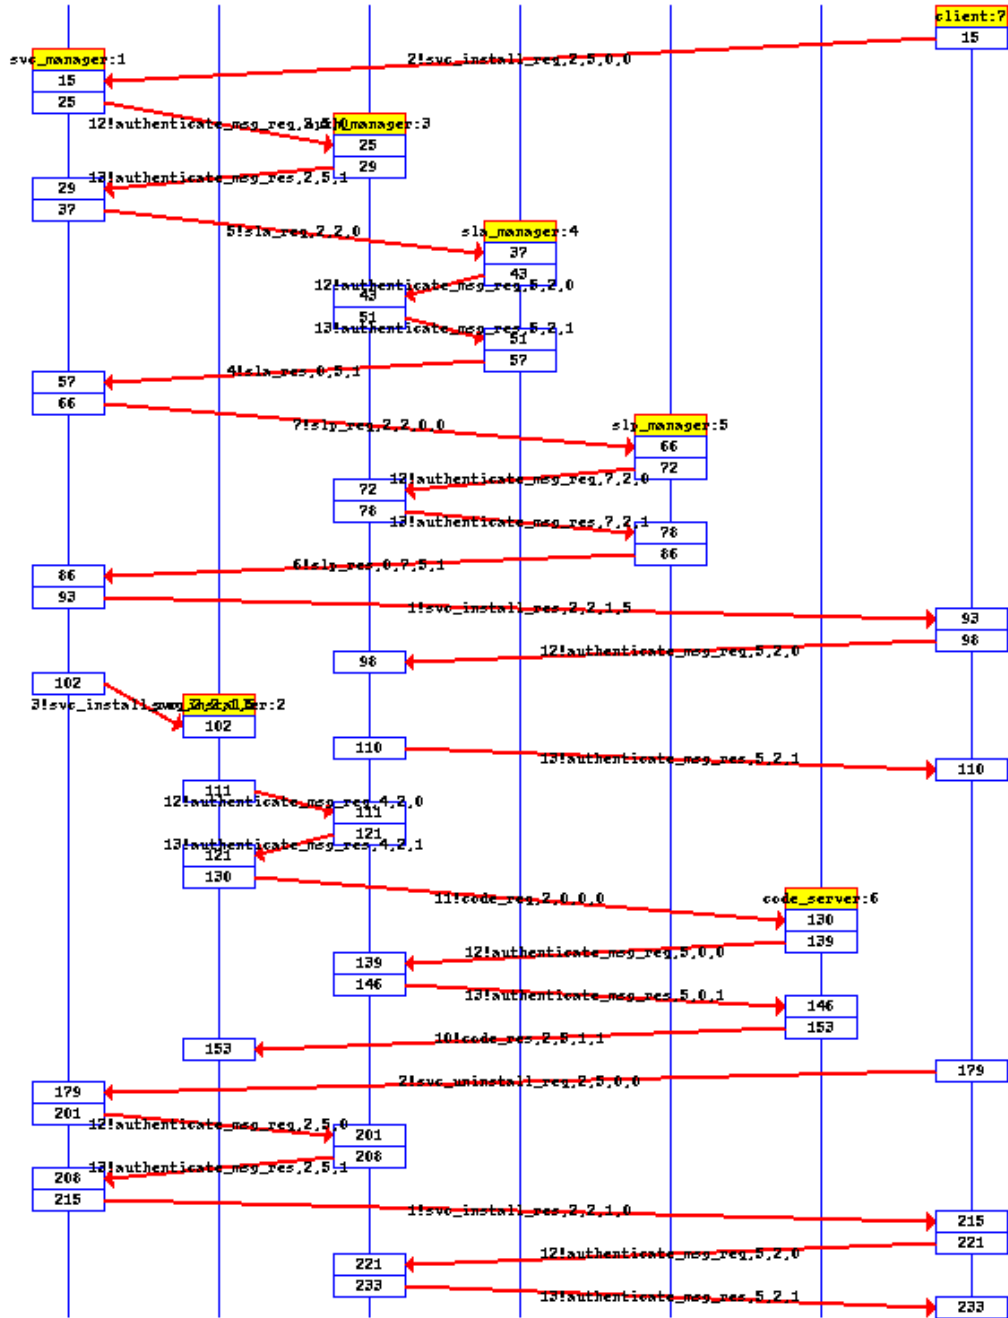 client:7
15
svc_manager:1
2!svc_install_req,2,5,0,0
15
25
12!authenticate_msg_req,2,5,0
auth_manager:3
25
29
13!authenticate_msg_res,2,5,1
29
37
5!sla_req,2,2,0
sla_manager:4
37
43
12!authenticate_msg_req,5,2,0
43
51
13!authenticate_msg_res,5,2,1
51
57
4!sla_res,0,5,1
57
66
7!slp_req,2,2,0,0
slp_manager:5
66
72
12!authenticate_msg_req,7,2,0
72
78
13!authenticate_msg_res,7,2,1
78
86
6!slp_res,0,7,5,1
86
93
1!svc_install_res,2,2,1,5
93
98
12!authenticate_msg_req,5,2,0
98
102
3!svc_install
:2
102
110
13!authenticate_msg_res,5,2,1
110
111
12!authenticate_msg_req,4,2,0
111
121
13!authenticate_msg_res,4,2,1
121
130
11!code_req,2,0,0,0
code_server:6
130
139
12!authenticate_msg_req,5,0,0
139
146
13!authenticate_msg_res,5,0,1
146
153
10!code_res,2,5,1,1
153
179
2!svc_uninstall_req,2,5,0,0
179
201
12!authenticate_msg_req,2,5,0
201
208
13!authenticate_msg_res,2,5,1
208
215
1!svc_install_res,2,2,1,0
215
221
12!authenticate_msg_req,5,2,0
221
233
13!authenticate_msg_res,5,2,1
233